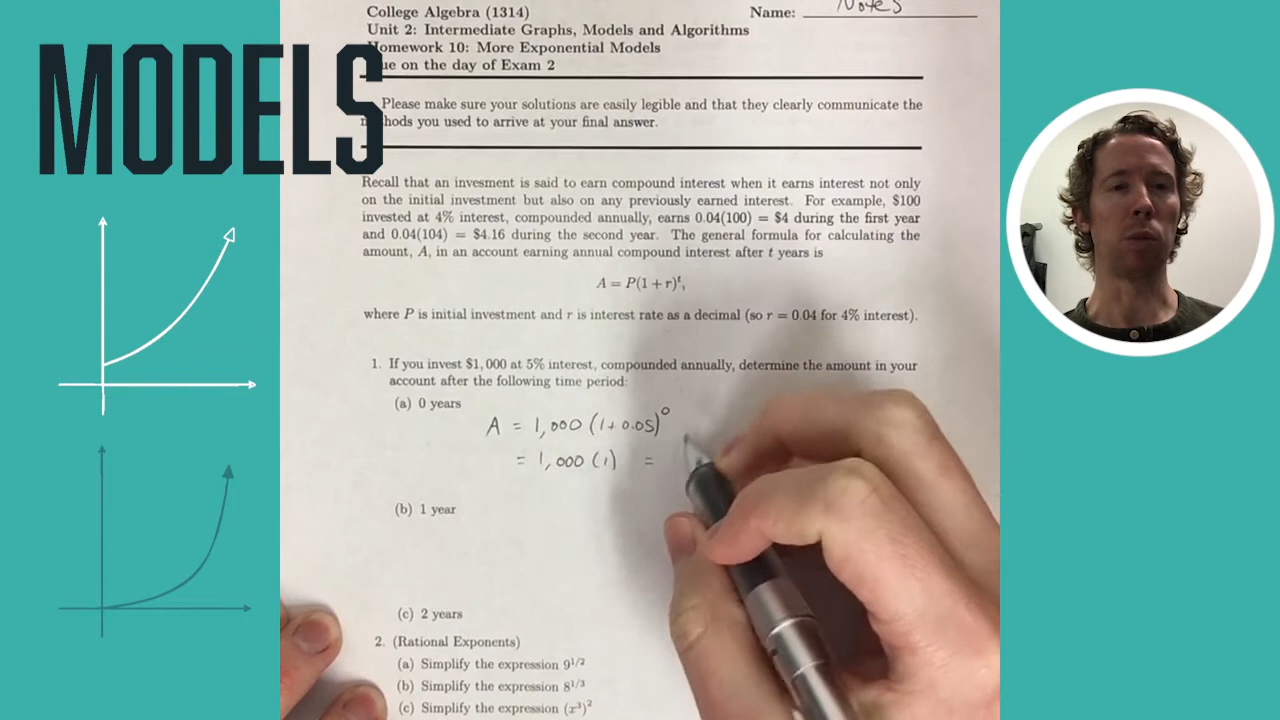 MODELS
College Algebra (1314)
Name: Notes
Unit 2: Intermediate Graphs, Models and Algorithms
Homework 10: More Exponential Models
ue on the day of Exam 2
Please make sure your solutions are easily legible and that they clearly communicate the
hods you used to arrive at your final answer.
Recall that an invesment is said to earn compound interest when it earns interest not only
on the initial investment but also on any previously earned interest. For example, $100
invested at 4% interest, compounded annually, earns 0.04(100) = $4 during the first year
and 0.04(104) = $4.16 during the second year. The general formula for calculating the
amount, A, in an account earning annual compound interest after t years is
A = P(1 + r)^t,
where P is initial investment and r is interest rate as a decimal (so r = 0.04 for 4% interest).
1. If you invest $1,000 at 5% interest, compounded annually, determine the amount in your
account after the following time period:
(a) 0 years
A = 1,000 (1+0.05)^0
= 1,000 (1) =
(b) 1 year
(c) 2 years
2. (Rational Exponents)
(a) Simplify the expression 9^1/2
(b) Simplify the expression 8^1/3
(c) Simplify the expression (x³)²